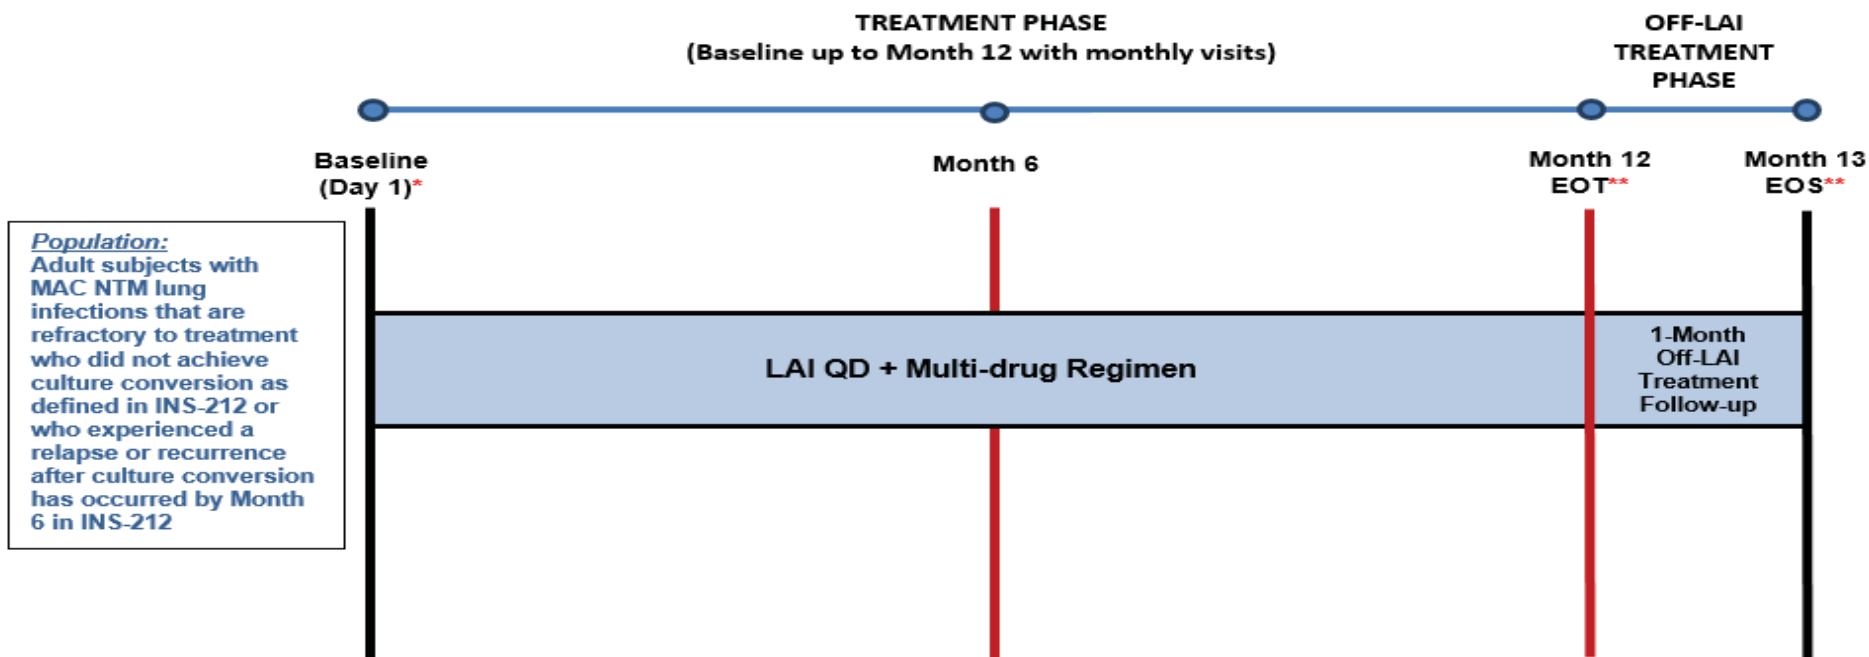 TREATMENT PHASE
(Baseline up to Month 12 with monthly visits)
OFF-LAI
TREATMENT
PHASE
Baseline
(Day 1)*
Month 6
Month 12
EOT**
Month 13
EOS**
Population:
Adult subjects with
MAC NTM lung
infections that are
refractory to treatment
who did not achieve
culture conversion as
defined in INS-212 or
who experienced a
relapse or recurrence
after culture conversion
has occurred by Month
6 in INS-212
LAI QD + Multi-drug Regimen
1-Month
Off-LAI
Treatment
Follow-up